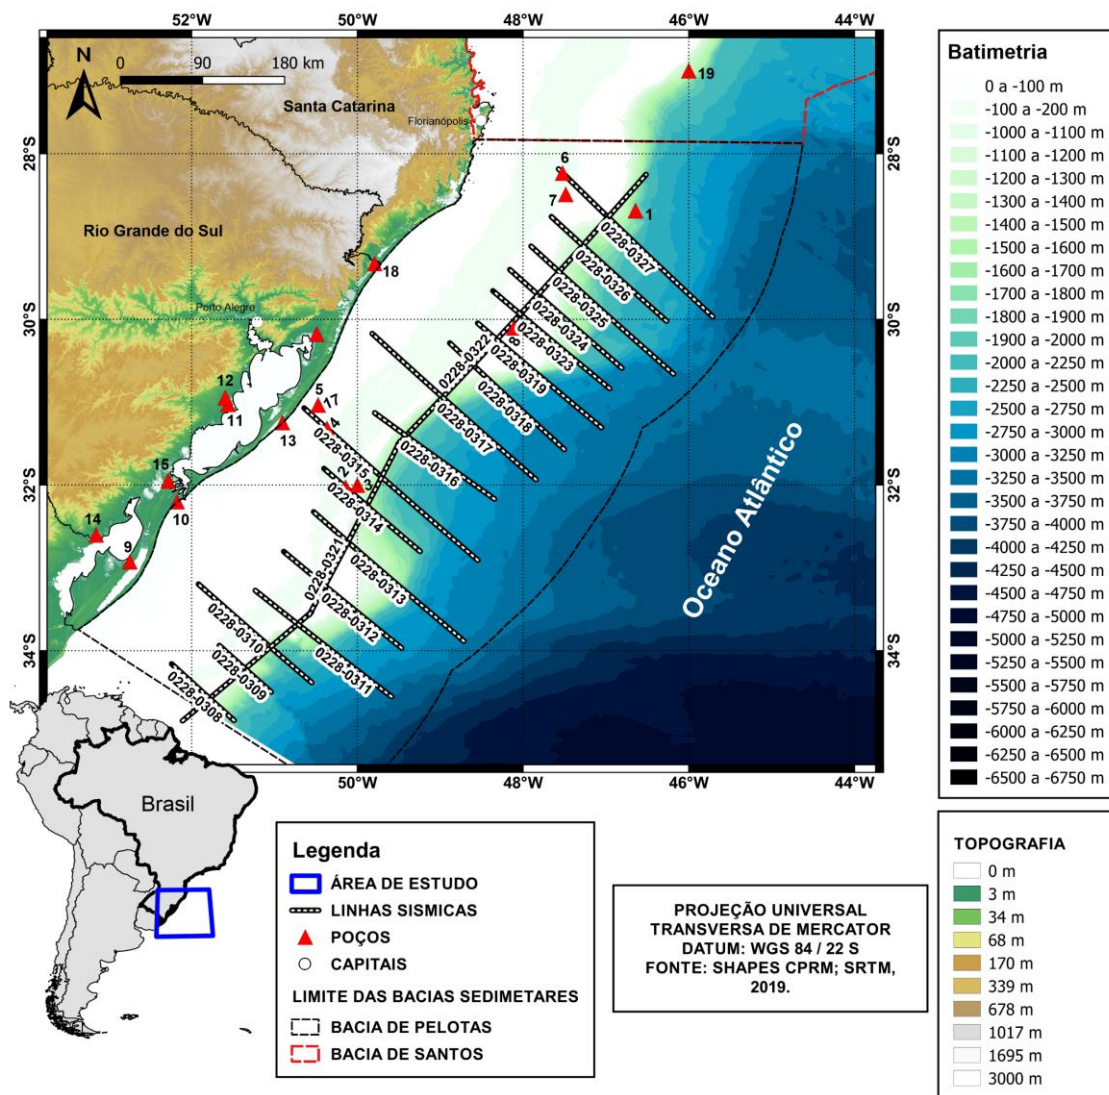 52°W 50°W 48°W 46°W 44°W
N
0 90 180 km
Santa Catarina
Florianópolis
19
28°S
28°S
6
7
1
Rio Grande do Sul
0228-0327
18
0228-0326
0228-0325
Porto Alegro
30°S
30°S
0228-0324
0228-0323
8
0228-0322
0228-0319
12
11
5
17
0228-0318
13
4
0228-0317
0228-0315
0228-0316
15
32°S
32°S
2
3
10
0228-0314
14
9
Oceano Atlântico
0228-032
0228-0313
0228-0312
0228-0310
34°S
34°S
0228-0311
0228-0309
0228-0308
50°W 48°W 46°W 44°W
Brasil
Legenda
ÁREA DE ESTUDO
LINHAS SISMICAS
POÇOS
CAPITAIS
LIMITE DAS BACIAS SEDIMETARES
BACIA DE PELOTAS
BACIA DE SANTOS
PROJEÇÃO UNIVERSAL
TRANSVERSA DE MERCATOR
DATUM: WGS 84 / 22 S
FONTE: SHAPES CPRM; SRTM,
2019.
Batimetria
0 a -100 m
-100 a -200 m
-1000 a -1100 m
-1100 a -1200 m
-1200 a -1300 m
-1300 a -1400 m
-1400 a -1500 m
-1500 a -1600 m
-1600 a -1700 m
-1700 a -1800 m
-1800 a -1900 m
-1900 a -2000 m
-2000 a -2250 m
-2250 a -2500 m
-2500 a -2750 m
-2750 a -3000 m
-3000 a -3250 m
-3250 a -3500 m
-3500 a -3750 m
-3750 a -4000 m
-4000 a -4250 m
-4250 a -4500 m
-4500 a -4750 m
-4750 a -5000 m
-5000 a -5250 m
-5250 a -5500 m
-5500 a -5750 m
-5750 a -6000 m
-6000 a -6250 m
-6250 a -6500 m
-6500 a -6750 m
TOPOGRAFIA
0 m
3 m
34 m
68 m
170 m
339 m
678 m
1017 m
1695 m
3000 m